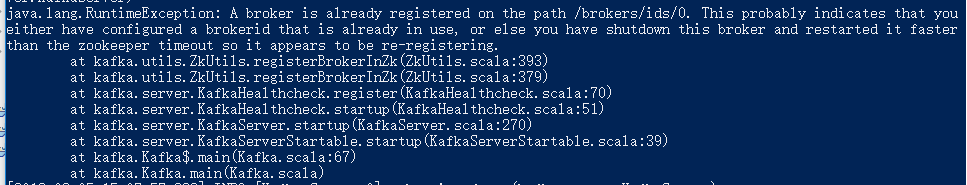 java.lang.RuntimeException: A broker is already registered on the path /brokers/ids/0. This probably indicates that you
either have configured a brokerid that is already in use, or else you have shutdown this broker and restarted it faster
than the zookeeper timeout so it appears to be re-registering.
at kafka.utils.ZkUtils.registerBrokerInZk(ZkUtils.scala:393)
at kafka.utils.ZkUtils.registerBrokerInZk(ZkUtils.scala:379)
at kafka.server.KafkaHealthcheck.register(KafkaHealthcheck.scala:70)
at kafka.server.KafkaHealthcheck.startup(KafkaHealthcheck.scala:51)
at kafka.server.KafkaServer.startup(KafkaServer.scala:270)
at kafka.server.KafkaServerStartable.startup(KafkaServerStartable.scala:39)
at kafka.Kafka$.main(Kafka.scala:67)
at kafka.Kafka.main(Kafka.scala)